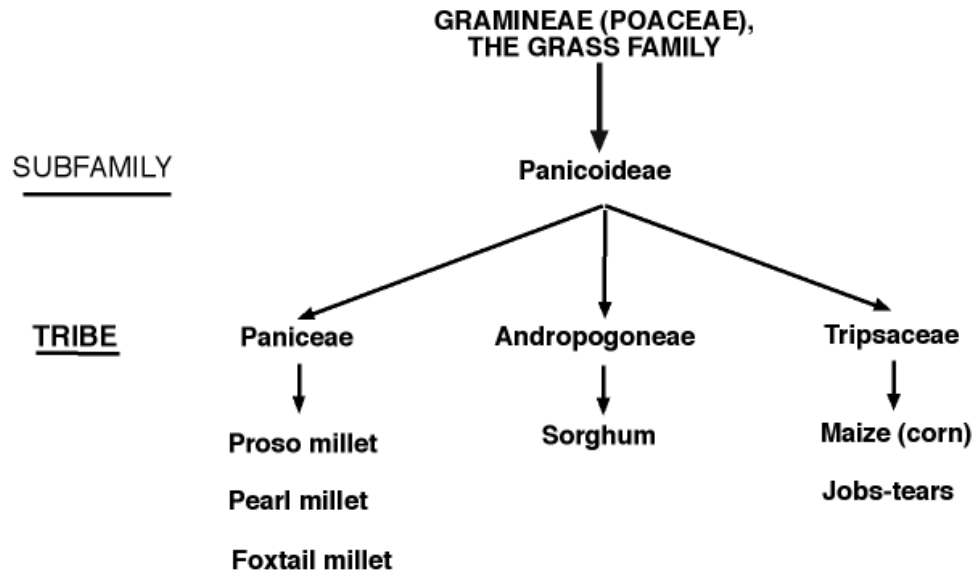 GRAMINEAE (POACEAE),
THE GRASS FAMILY
SUBFAMILY
Panicoideae
TRIBE
Paniceae
Andropogoneae
Tripsaceae
Proso millet
Sorghum
Maize (corn)
Pearl millet
Jobs-tears
Foxtail millet